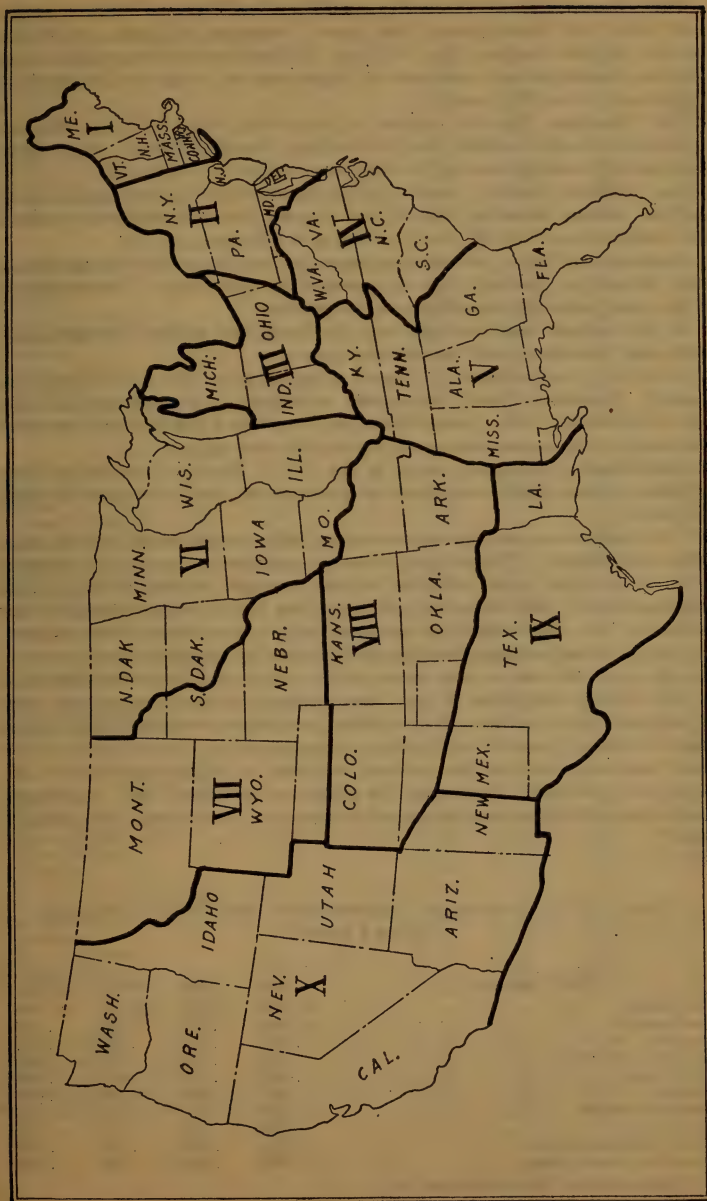 WASH.
ORE.
CAL.
NEV.
X
IDAHO
UTAH
ARIZ.
MONT.
VII
WYO.
COLO.
NEW MEX.
N. DAK
S. DAK.
NEBR.
KANS.
VIII
OKLA.
TEX.
IX
MINN.
VI
IOWA
MO.
ARK.
LA.
WIS.
ILL.
MICH.
III
IND.
OHIO
KY.
TENN.
MISS.
ALA.
V
GA.
FLA.
S.C.
N.C.
IV
VA.
W.VA.
MD.
DEL
N.J.
PA.
II
N.Y.
VT.
N.H.
MASS.
CONN.
ME.
I